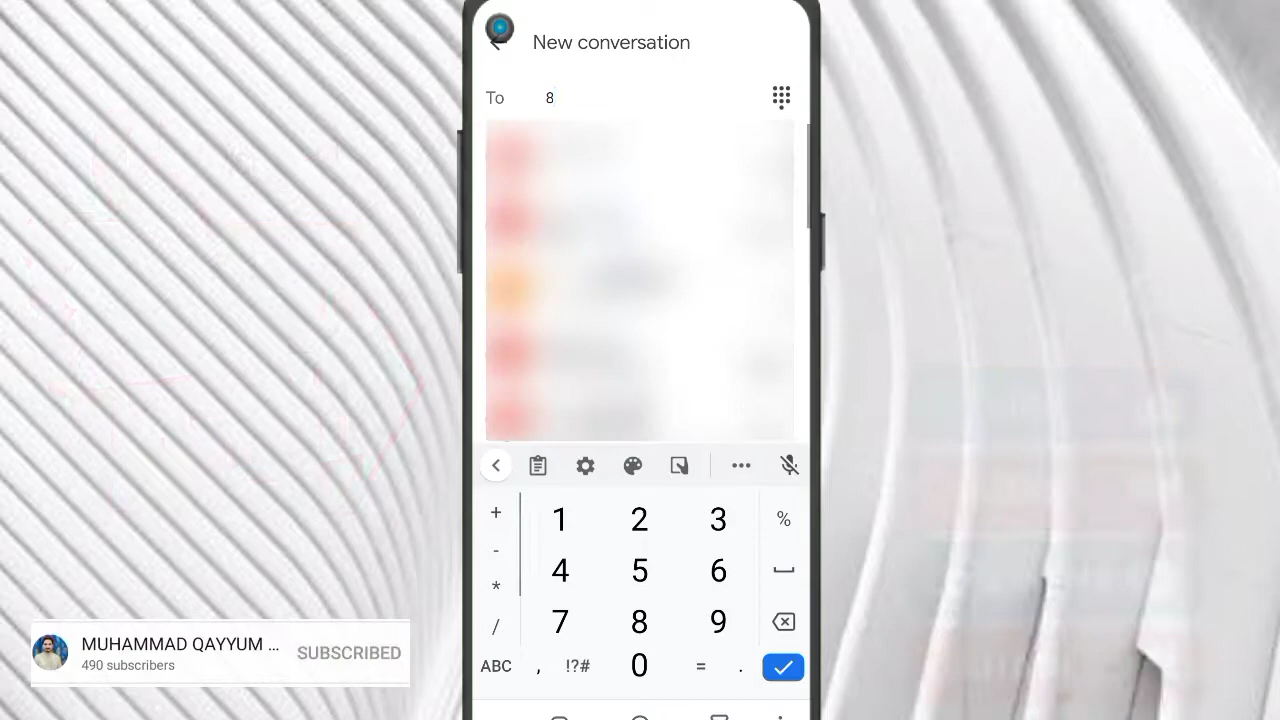 New conversation
To 8
+ 1 2 3 %
- 4 5 6
*
/ 7 8 9
ABC , !?# 0 = .
MUHAMMAD QAYYUM ...
490 subscribers
SUBSCRIBED